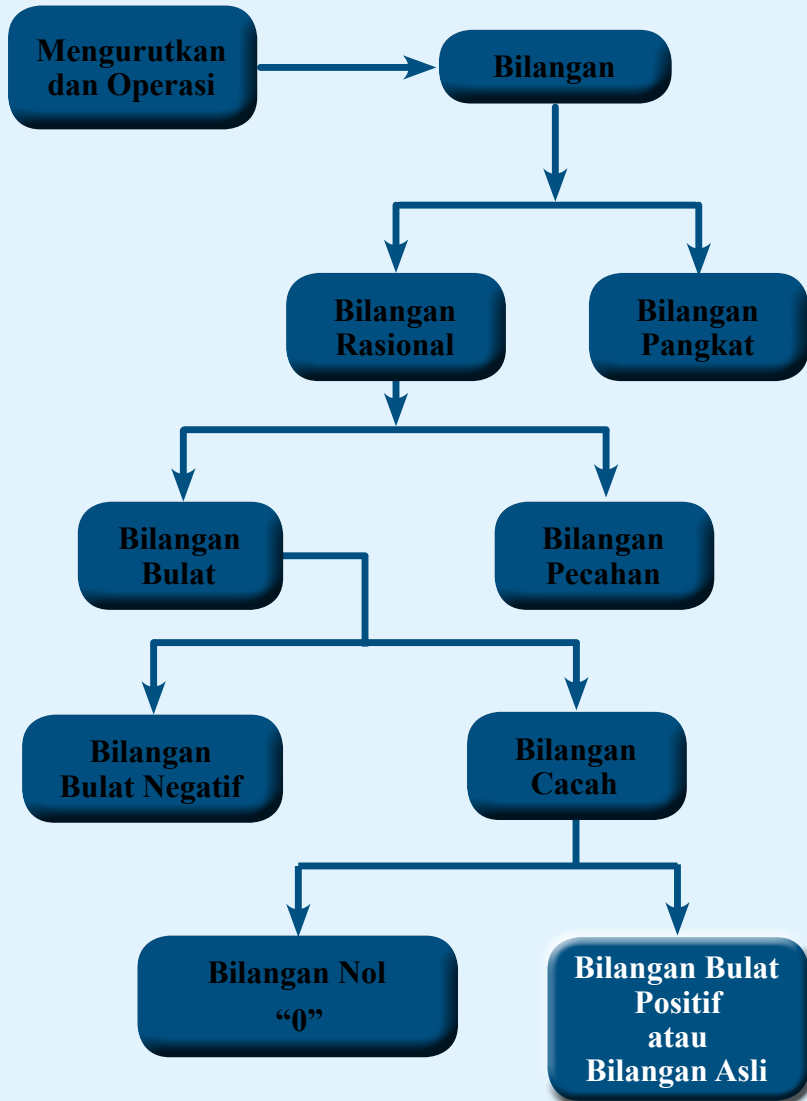 Mengurutkan
dan Operasi
Bilangan
Bilangan
Rasional
Bilangan
Pangkat
Bilangan
Bulat
Bilangan
Pecahan
Bilangan
Bulat Negatif
Bilangan
Cacah
Bilangan Nol
“0”
Bilangan Bulat
Positif
atau
Bilangan Asli